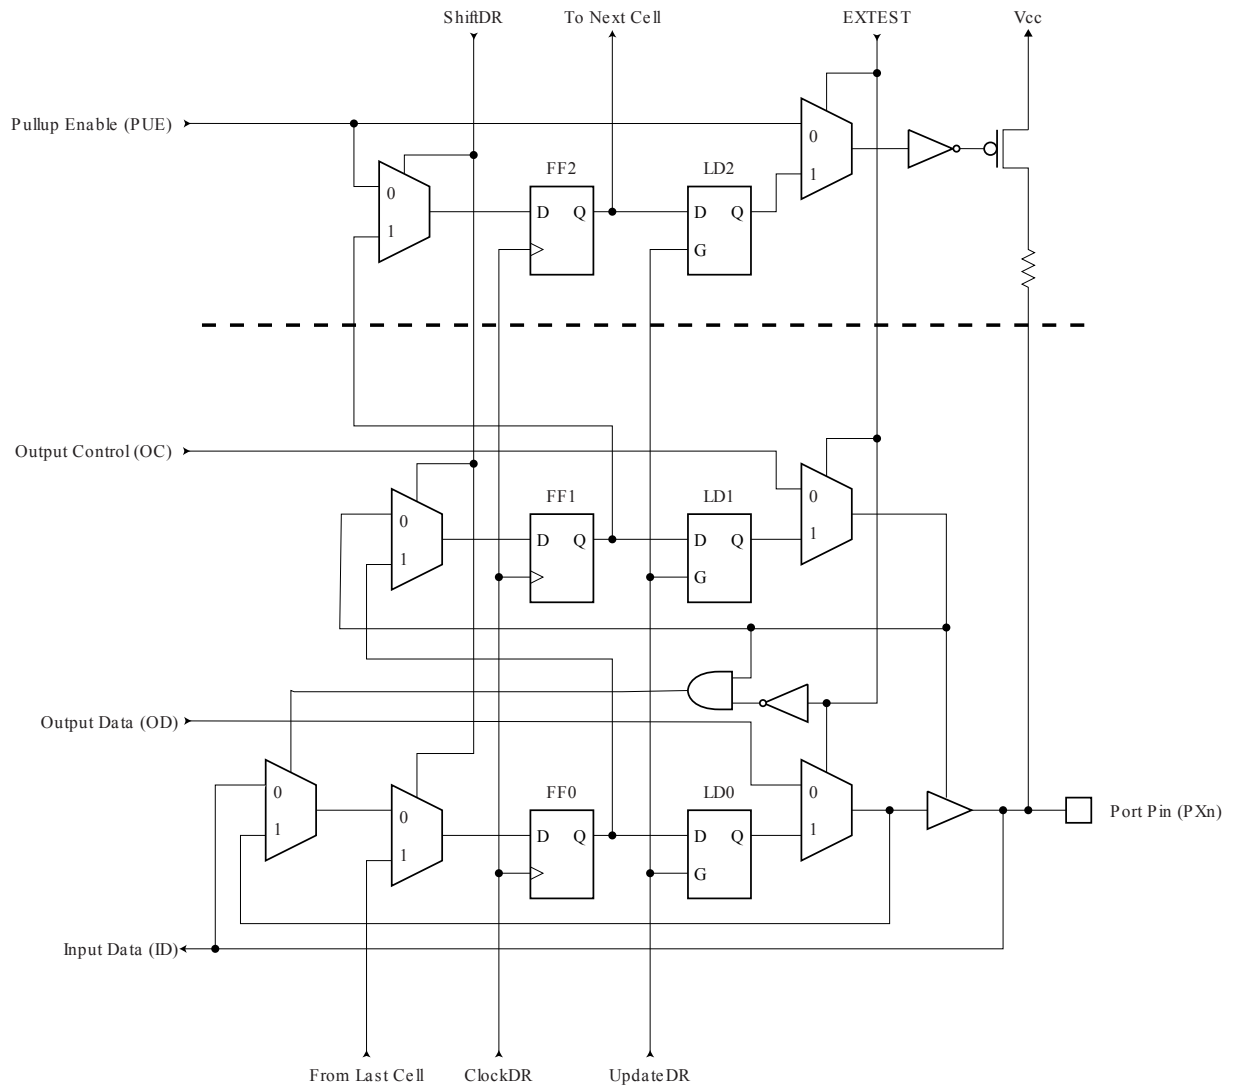 ShiftDR
To Next Cell
EXTEST
Vcc
Pullup Enable (PUE)
0
1
0
1
FF2
D Q
LD2
D Q
G
Output Control (OC)
0
1
FF1
D Q
LD1
D Q
G
0
1
Output Data (OD)
0
1
0
1
FF0
D Q
LD0
D Q
G
0
1
Port Pin (PXn)
Input Data (ID)
From Last Cell
ClockDR
UpdateDR